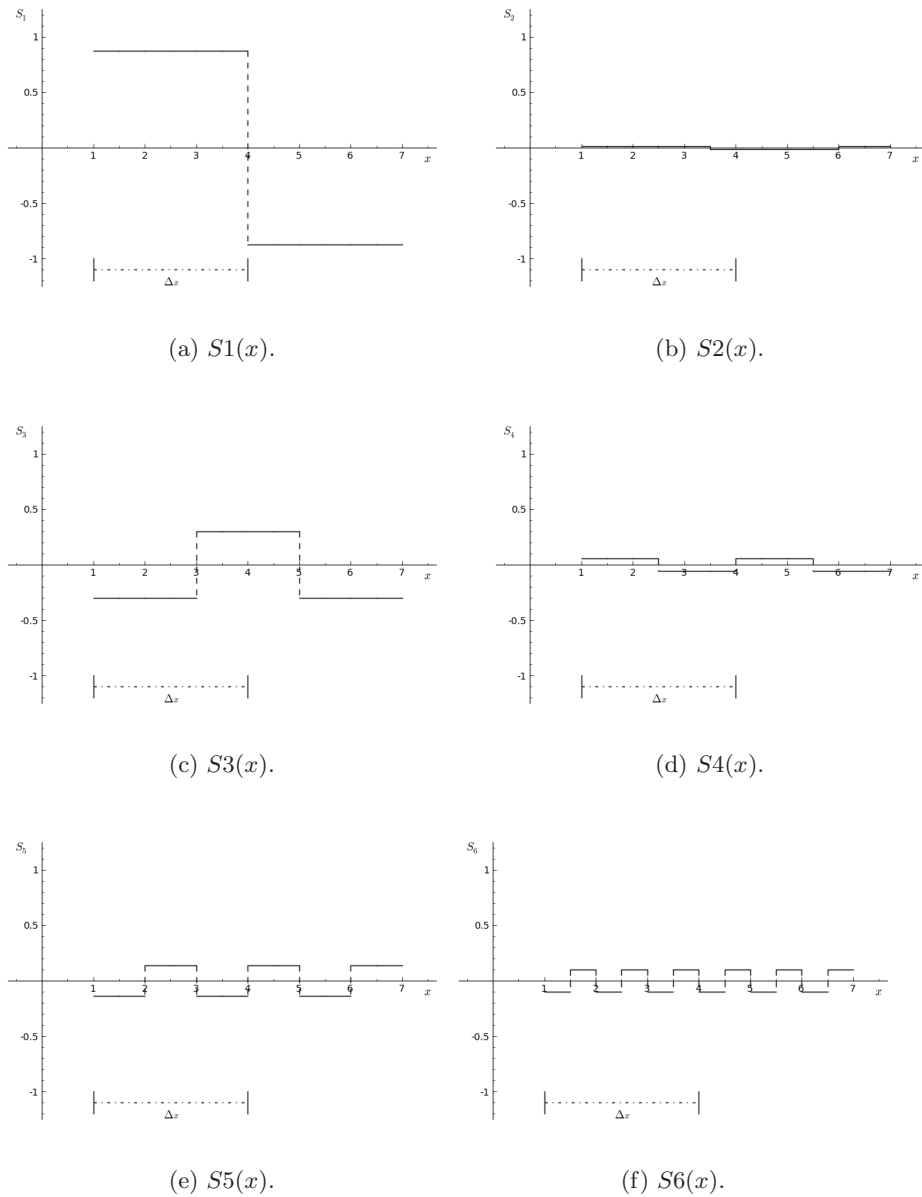 S₁
1
0.5
1 2 3 4 5 6 7 x
-0.5
-1
Δx
(a) S1(x).
S₂
1
0.5
1 2 3 4 5 6 7 x
-0.5
-1
Δx
(b) S2(x).
S₃
1
0.5
1 2 3 4 5 6 7 x
-0.5
-1
Δx
(c) S3(x).
S₄
1
0.5
1 2 3 4 5 6 7 x
-0.5
-1
Δx
(d) S4(x).
S₅
1
0.5
1 2 3 4 5 6 7 x
-0.5
-1
Δx
(e) S5(x).
S₆
1
0.5
1 2 3 4 5 6 7 x
-0.5
-1
Δx
(f) S6(x).